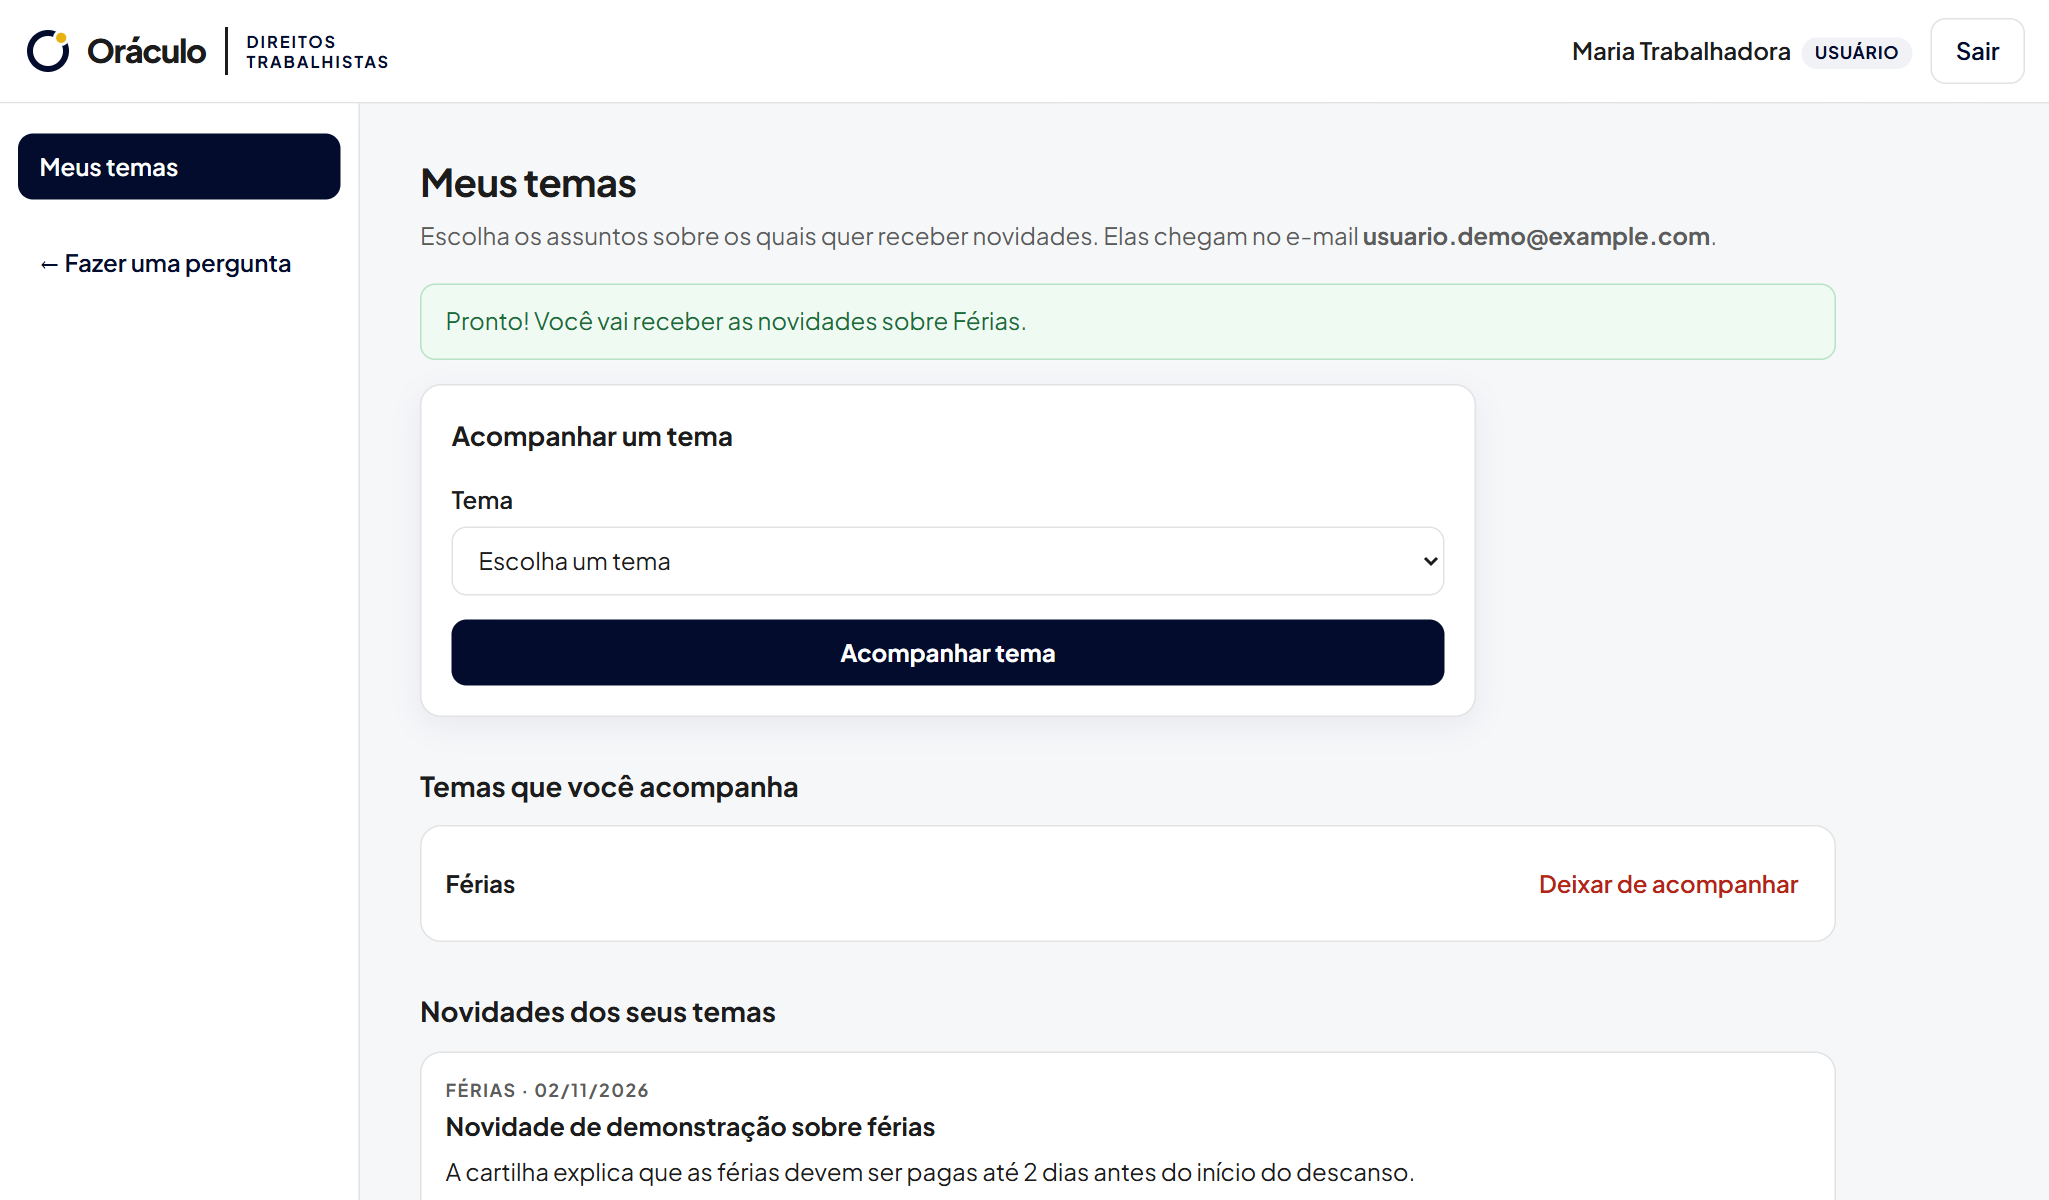 Oráculo
DIREITOS
TRABALHISTAS
Maria Trabalhadora
USUÁRIO
Sair
Meus temas
← Fazer uma pergunta
Meus temas
Escolha os assuntos sobre os quais quer receber novidades. Elas chegam no e-mail usuario.demo@example.com.
Pronto! Você vai receber as novidades sobre Férias.
Acompanhar um tema
Tema
Escolha um tema
Acompanhar tema
Temas que você acompanha
Férias
Deixar de acompanhar
Novidades dos seus temas
FÉRIAS · 02/11/2026
Novidade de demonstração sobre férias
A cartilha explica que as férias devem ser pagas até 2 dias antes do início do descanso.